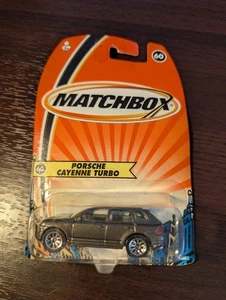 60
MATCHBOX
PORSCHE
CAYENNE TURBO